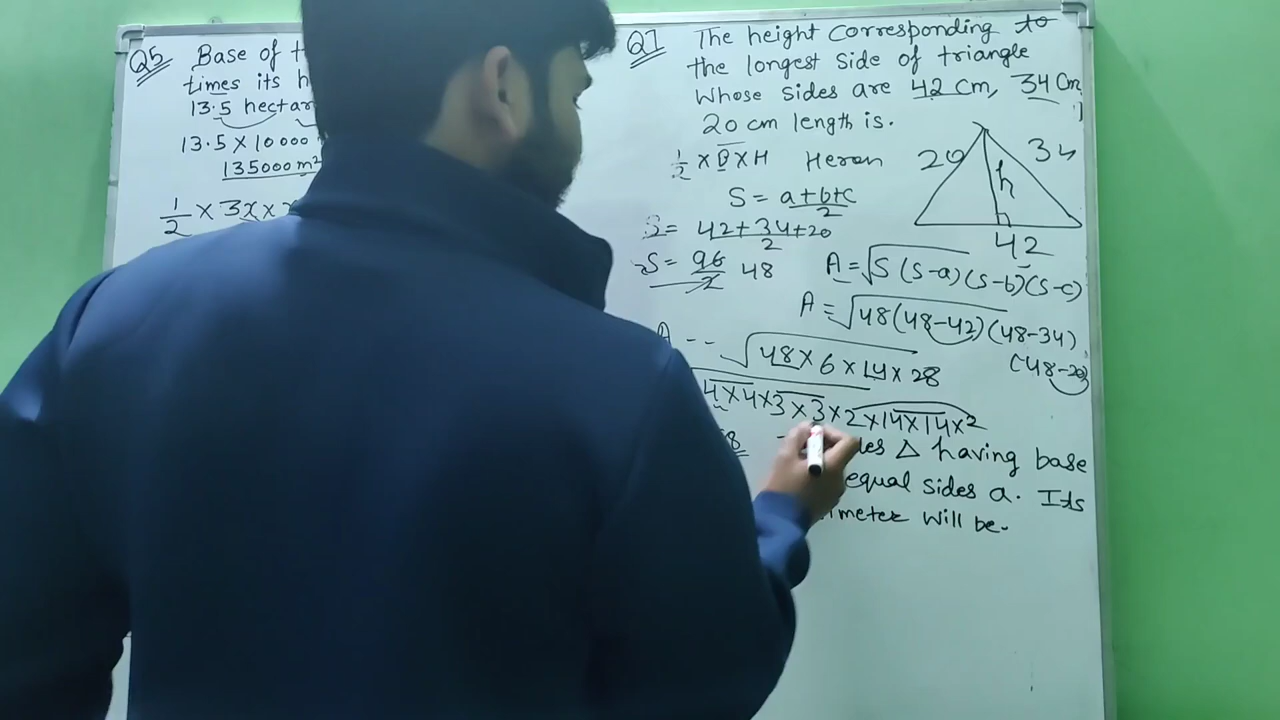 Q5 Base of t
times its h
13.5 hectar
13.5 X 10000
135000 m²
1/2 x 3x x
Q7 The height Corresponding to
the longest side of triangle
Whose sides are 42 cm, 34 Cm
20 cm length is.
1/2 x B x H Heron
S = a+b+c/2
S = 42+34+20/2
S = 96/2 48
20 34
h
42
A = √S (S-a)(S-b)(S-c)
A = √48(48-42)(48-34)
(48-20)
A -- √48 x 6 x 14 x 28
4x4x3x3x2x14x14x2
les △ having base
equal sides a. Its
meter will be.